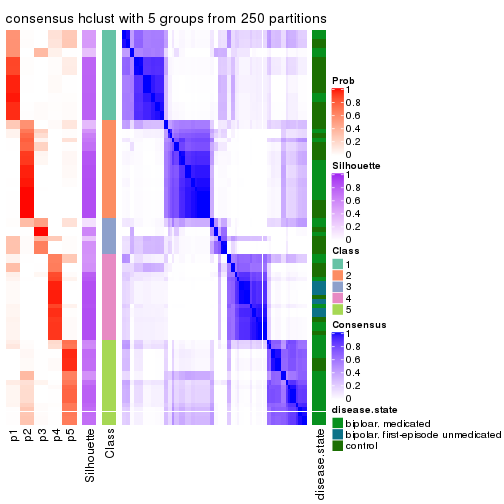 consensus hclust with 5 groups from 250 partitions
Prob
1
0.8
0.6
0.4
0.2
0
Silhouette
1
0.8
0.6
0.4
0.2
0
Class
1
2
3
4
5
Consensus
1
0.8
0.6
0.4
0.2
0
disease.state
biploar. medicated
bipolar. first-episode unmedicated
control
p1
p2
p3
p4
p5
Silhouette
Class
disease.state